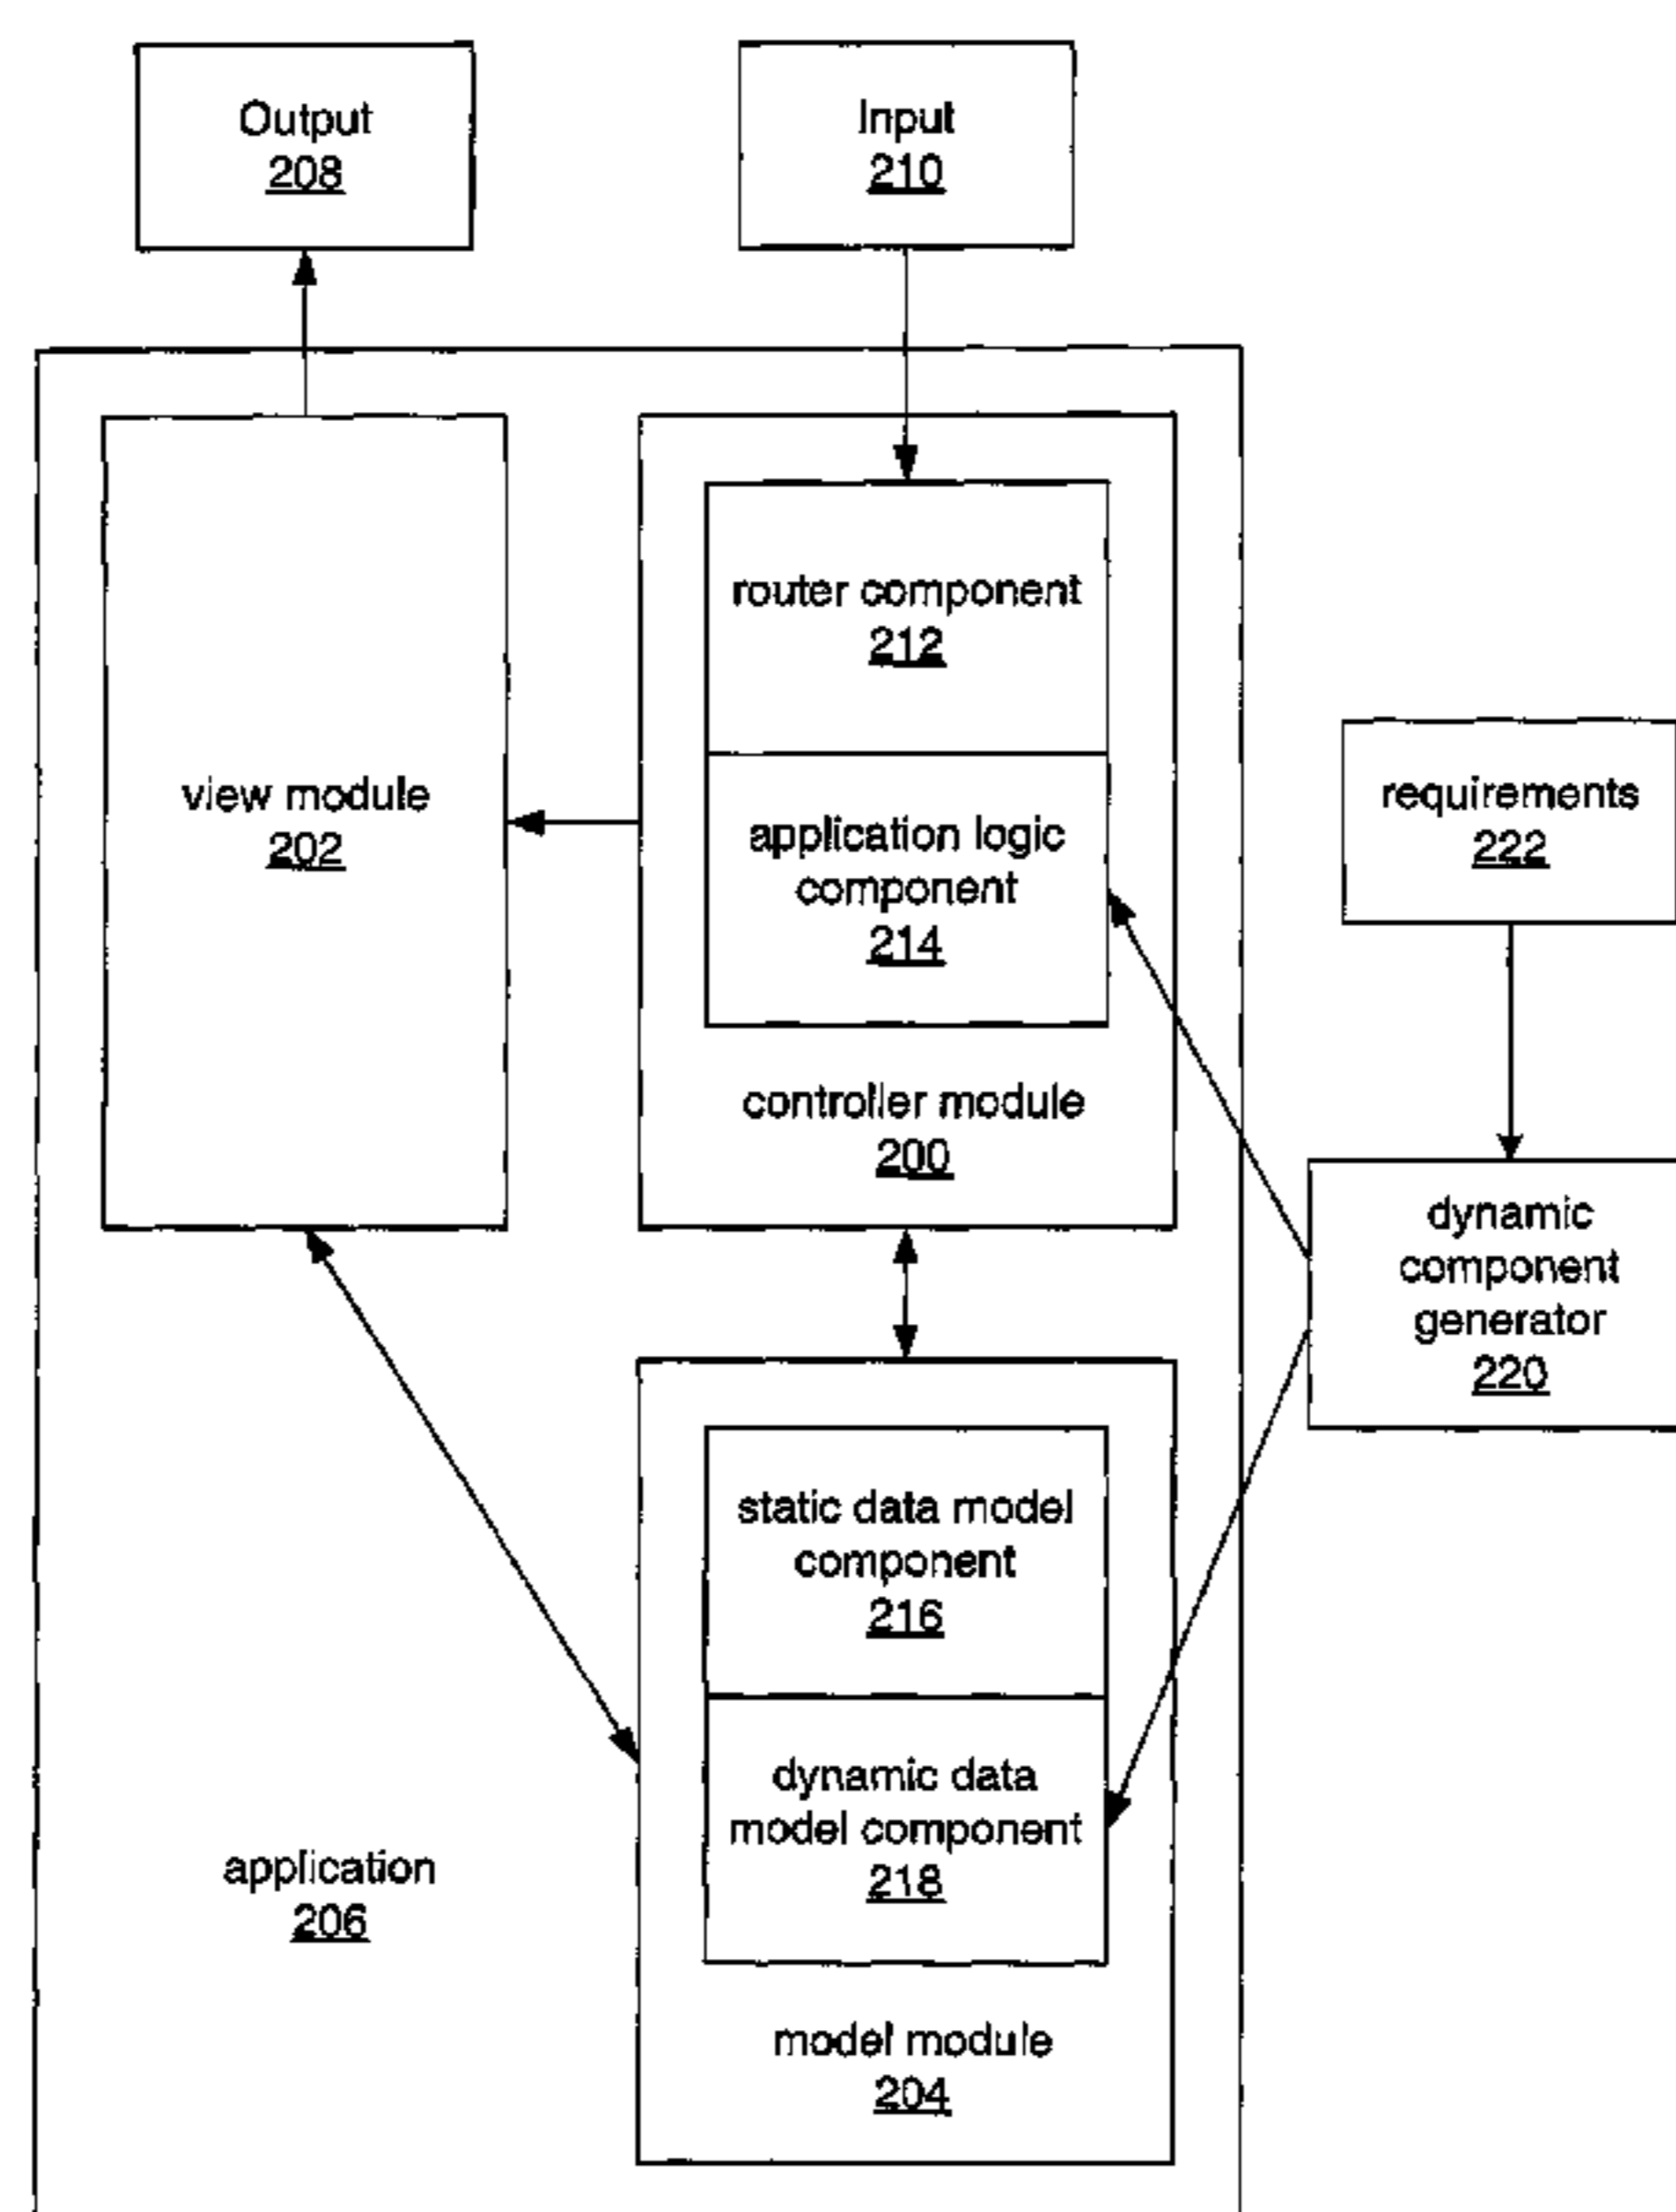 Output
208
Input
210
router component
212
view module
202
application logic
component
214
requirements
222
controller module
200
dynamic
component
generator
220
static data model
component
216
dynamic data
model component
218
application
206
model module
204